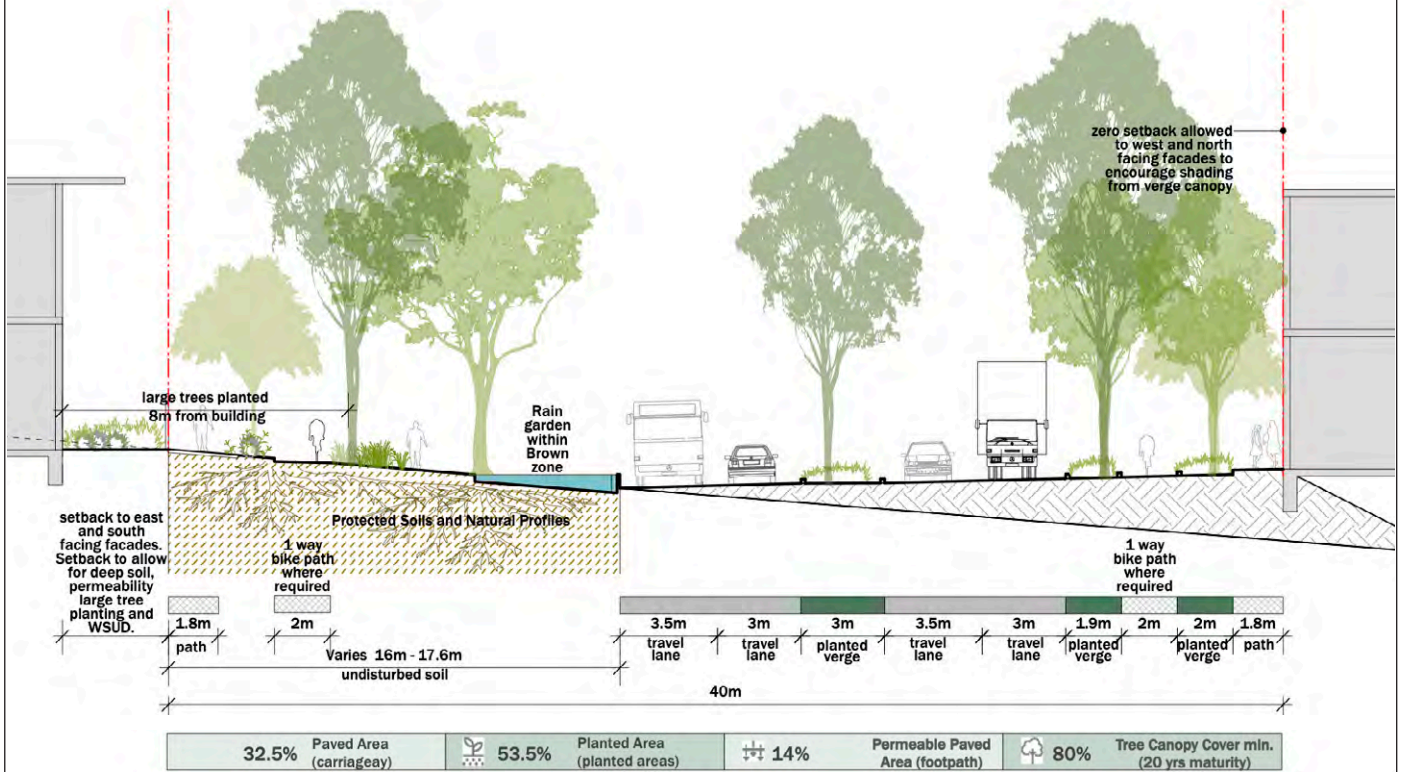 zero setback allowed
to west and north
facing facades to
encourage shading
from verge canopy
large trees planted
8m from building
Rain
garden
within
Brown
zone
Protected Soils and Natural Profiles
setback to east
and south
facing facades.
Setback to allow
for deep soil,
permeability
large tree
planting and
WSUD.
1 way
bike path
where
required
1 way
bike path
where
required
1.8m
path
2m
Varies 16m - 17.6m
undisturbed soil
3.5m
travel
lane
3m
travel
lane
3m
planted
verge
3.5m
travel
lane
3m
travel
lane
1.9m
planted
verge
2m
2m
planted
verge
1.8m
path
40m
32.5% Paved Area
(carriageay)
53.5% Planted Area
(planted areas)
14% Permeable Paved
Area (footpath)
80% Tree Canopy Cover min.
(20 yrs maturity)